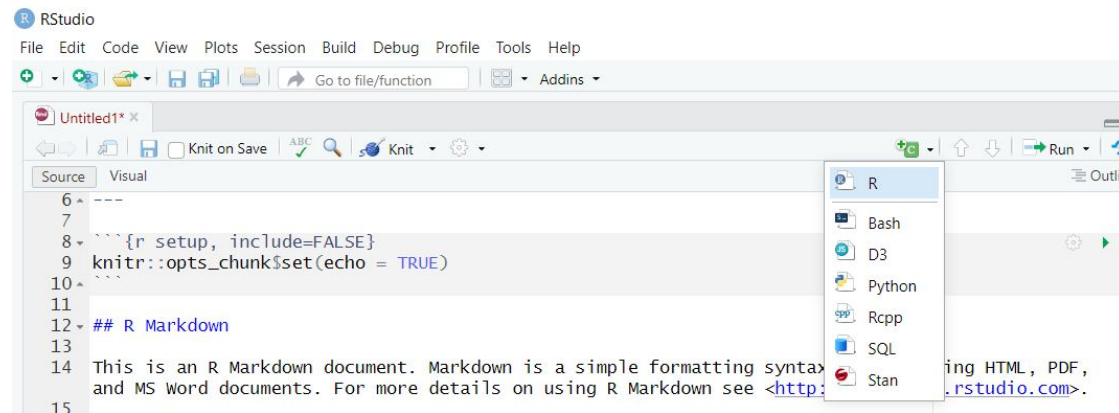 RStudio
File Edit Code View Plots Session Build Debug Profile Tools Help
Go to file/function Addins
Untitled1*
Knit on Save ABC Knit Run
Source Visual Outli
6 ---
7
8 ```{r setup, include=FALSE}
9 knitr::opts_chunk$set(echo = TRUE)
10 ```
11
12 ## R Markdown
13
14 This is an R Markdown document. Markdown is a simple formatting syntax ing HTML, PDF,
and MS Word documents. For more details on using R Markdown see <http: .rstudio.com>.
15
R
Bash
D3
Python
Rcpp
SQL
Stan